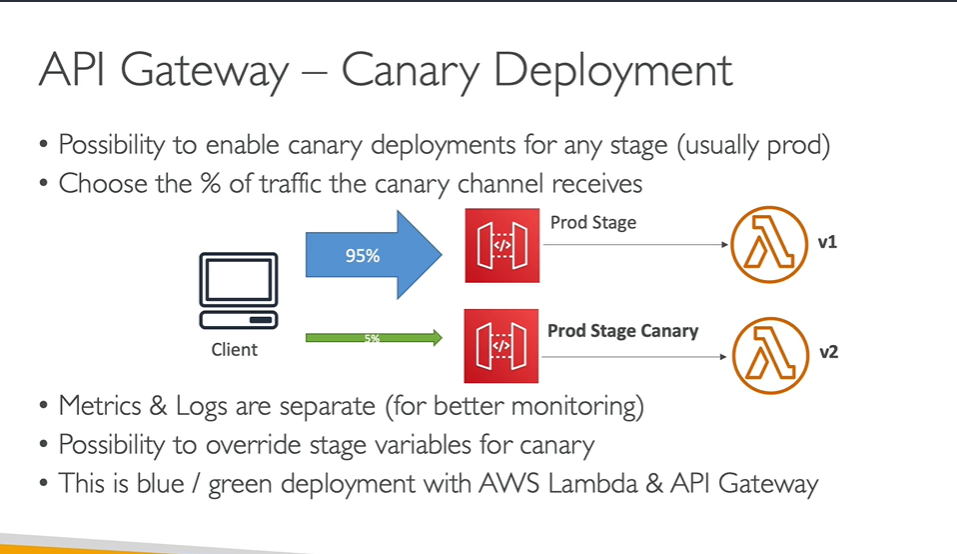 API Gateway – Canary Deployment
• Possibility to enable canary deployments for any stage (usually prod)
• Choose the % of traffic the canary channel receives
Prod Stage
95%
</>
v1
Prod Stage Canary
5%
</>
v2
Client
• Metrics & Logs are separate (for better monitoring)
• Possibility to override stage variables for canary
• This is blue / green deployment with AWS Lambda & API Gateway